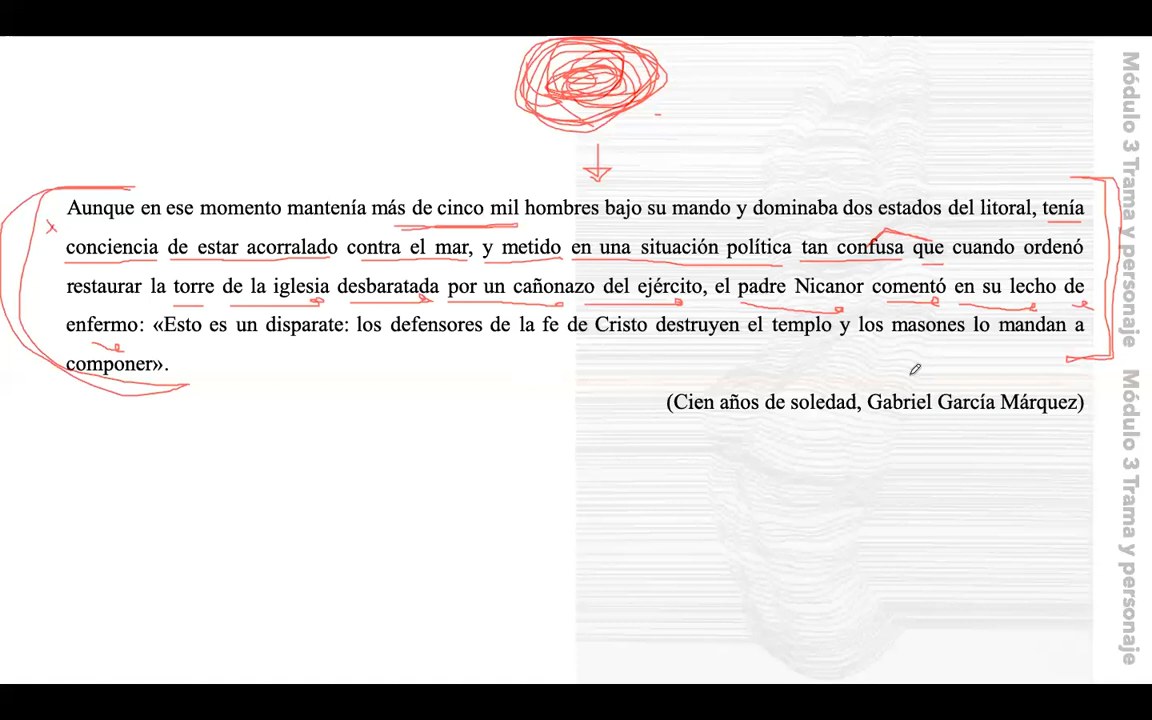 Aunque en ese momento mantenía más de cinco mil hombres bajo su mando y dominaba dos estados del litoral, tenía
conciencia de estar acorralado contra el mar, y metido en una situación política tan confusa que cuando ordenó
restaurar la torre de la iglesia desbaratada por un cañonazo del ejército, el padre Nicanor comentó en su lecho de
enfermo: «Esto es un disparate: los defensores de la fe de Cristo destruyen el templo y los masones lo mandan a
componer».
(Cien años de soledad, Gabriel García Márquez)
Módulo 3 Trama y personaje
Módulo 3 Trama y personaje